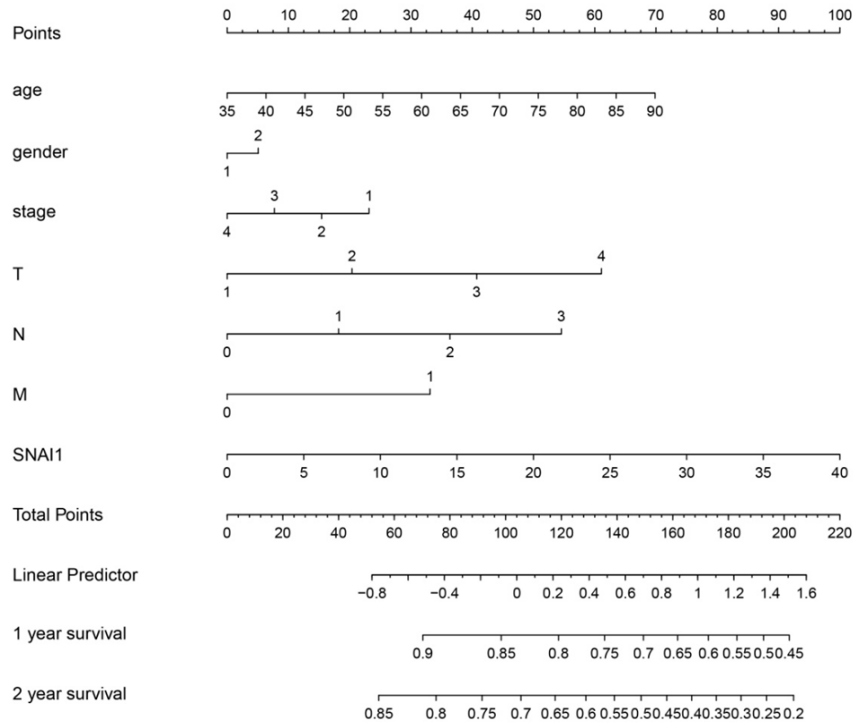 0 10 20 30 40 50 60 70 80 90 100
Points
age
35 40 45 50 55 60 65 70 75 80 85 90
2
gender
1
3 1
stage
4 2
2 4
T
1 3
1 3
N
0 2
1
M
0
SNAI1
0 5 10 15 20 25 30 35 40
Total Points
0 20 40 60 80 100 120 140 160 180 200 220
Linear Predictor
−0.8 −0.4 0 0.2 0.4 0.6 0.8 1 1.2 1.4 1.6
1 year survival
0.9 0.85 0.8 0.75 0.7 0.65 0.6 0.55 0.50 0.45
2 year survival
0.85 0.8 0.75 0.7 0.65 0.6 0.55 0.50 0.45 0.4 0.35 0.30 0.25 0.2